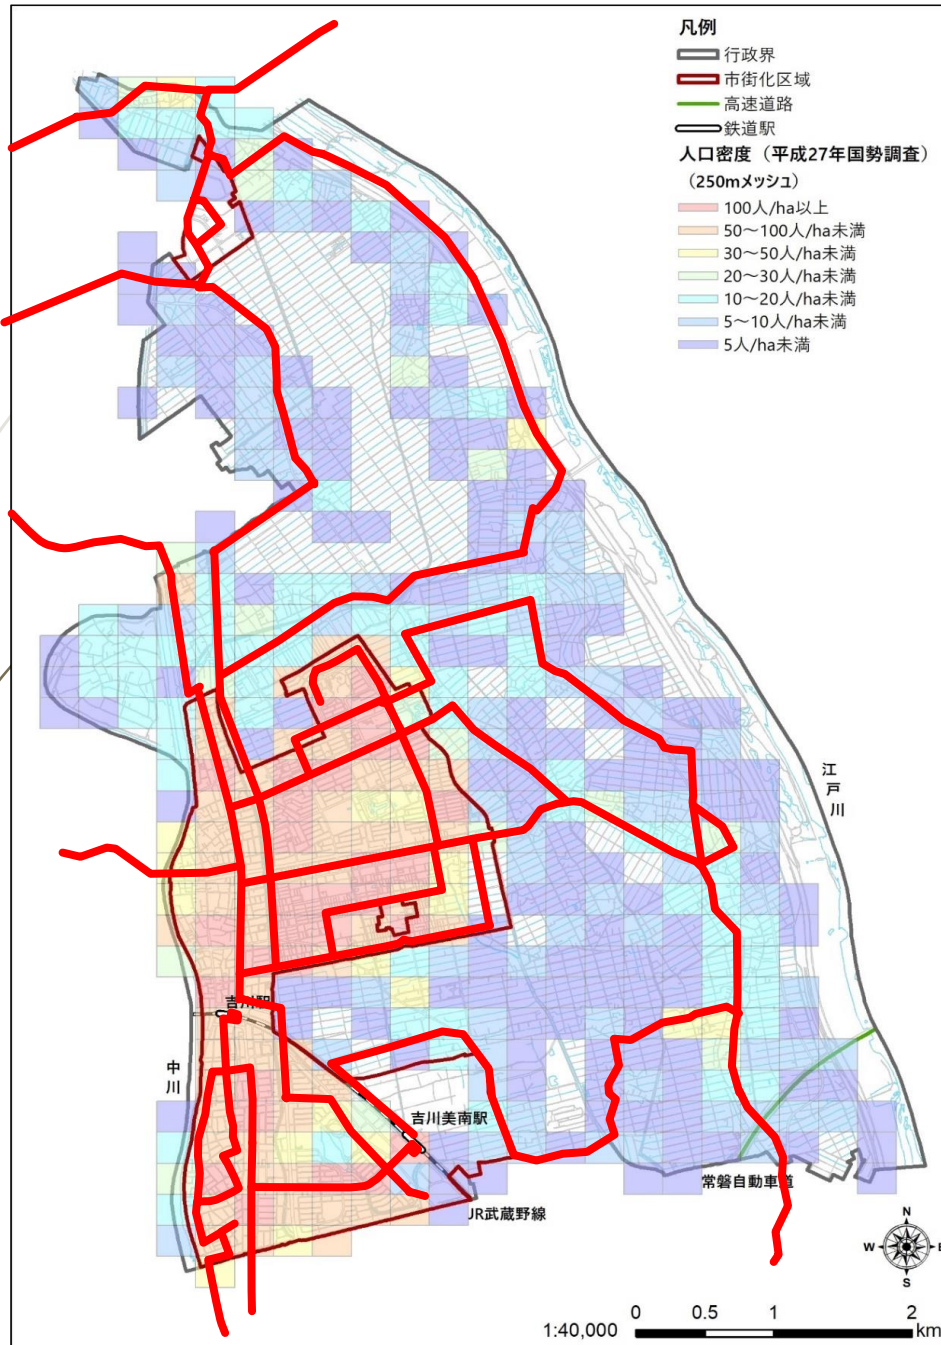 凡例
行政界
市街化区域
高速道路
鉄道駅
人口密度（平成27年国勢調査）
（250mメッシュ）
100人/ha以上
50～100人/ha未満
30～50人/ha未満
20～30人/ha未満
10～20人/ha未満
5～10人/ha未満
5人/ha未満
江戸川
吉川駅
中川
吉川美南駅
常磐自動車道
JR武蔵野線
N
W E
S
0 0.5 1 2
1:40,000 km